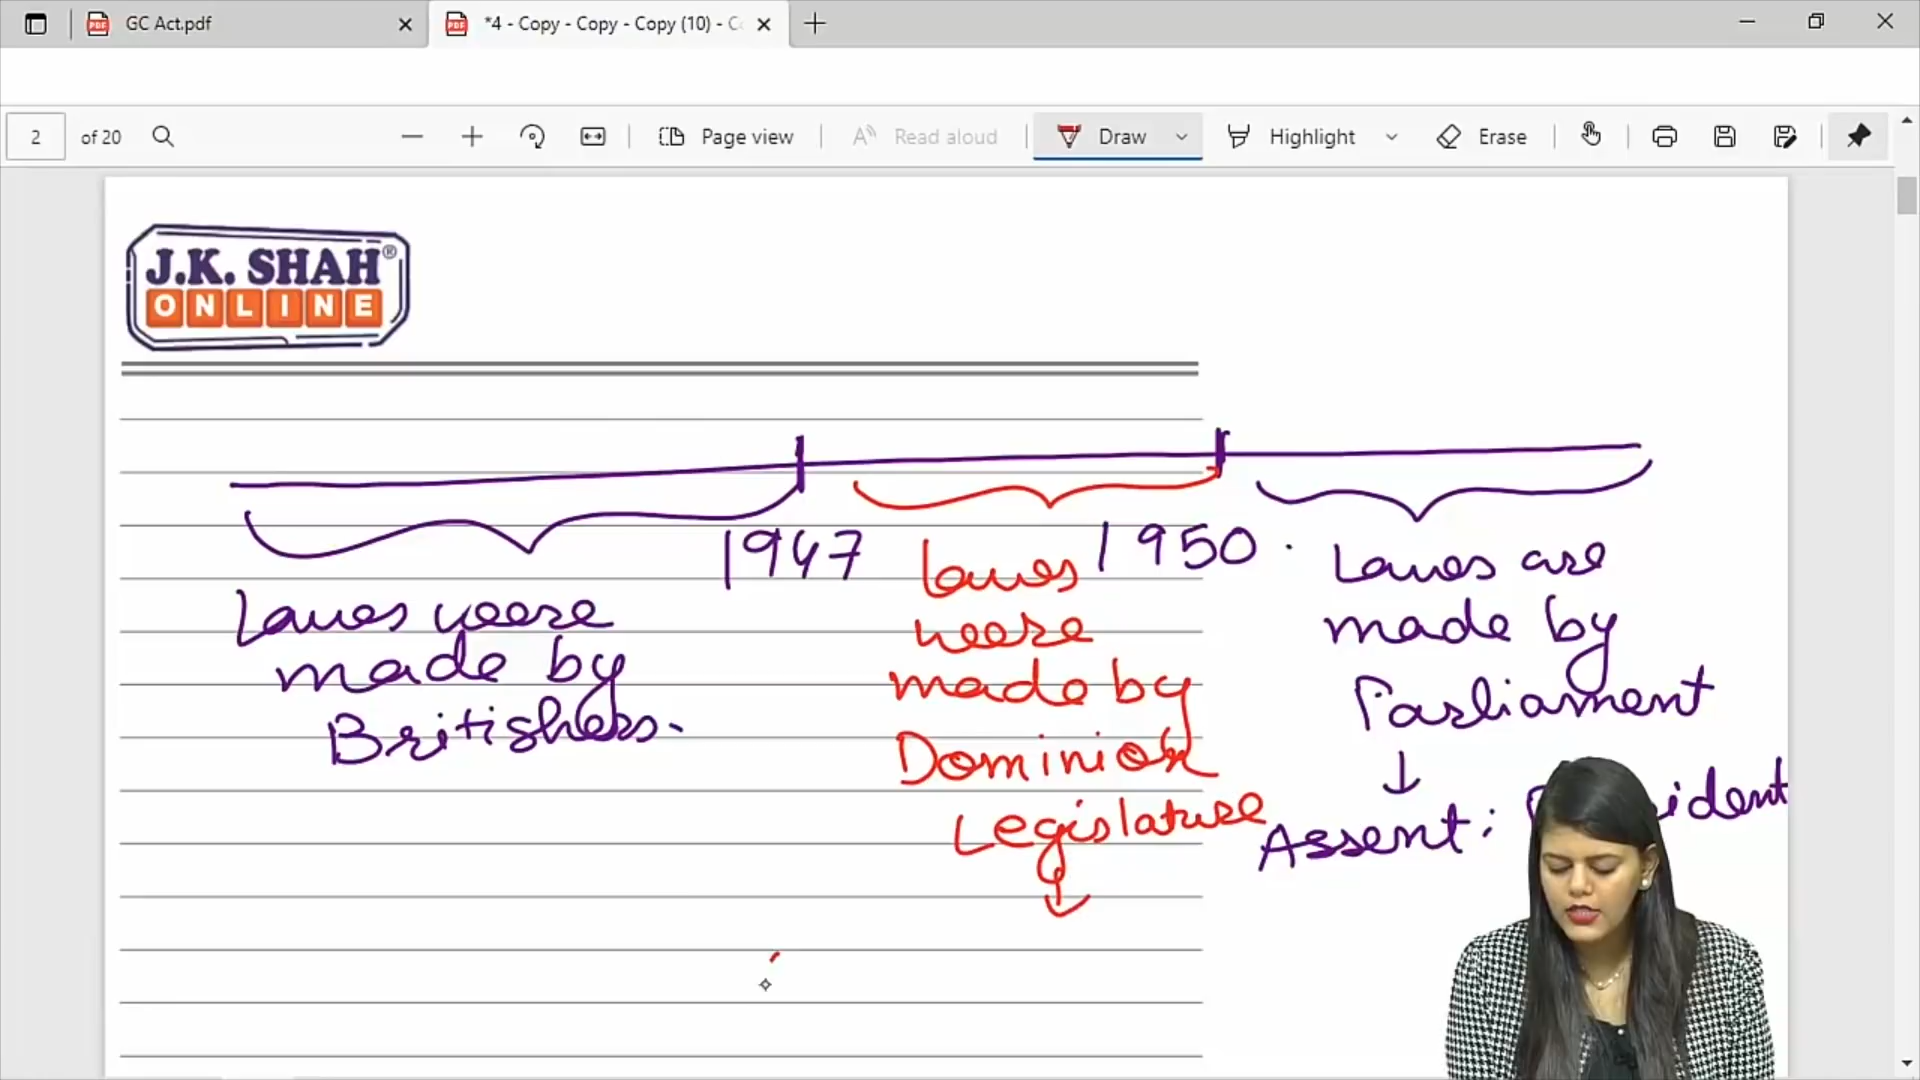 GC Act.pdf
*4 - Copy - Copy - Copy (10) - Co
2 of 20
Page view
Read aloud
Draw
Highlight
Erase
J.K. SHAH®
ONLINE
1947
1950.
Laws were
made by
Britishers.
Laws
were
made by
Dominion
Legislature
↓
Laws are
made by
Parliament
↓
Assent: ident